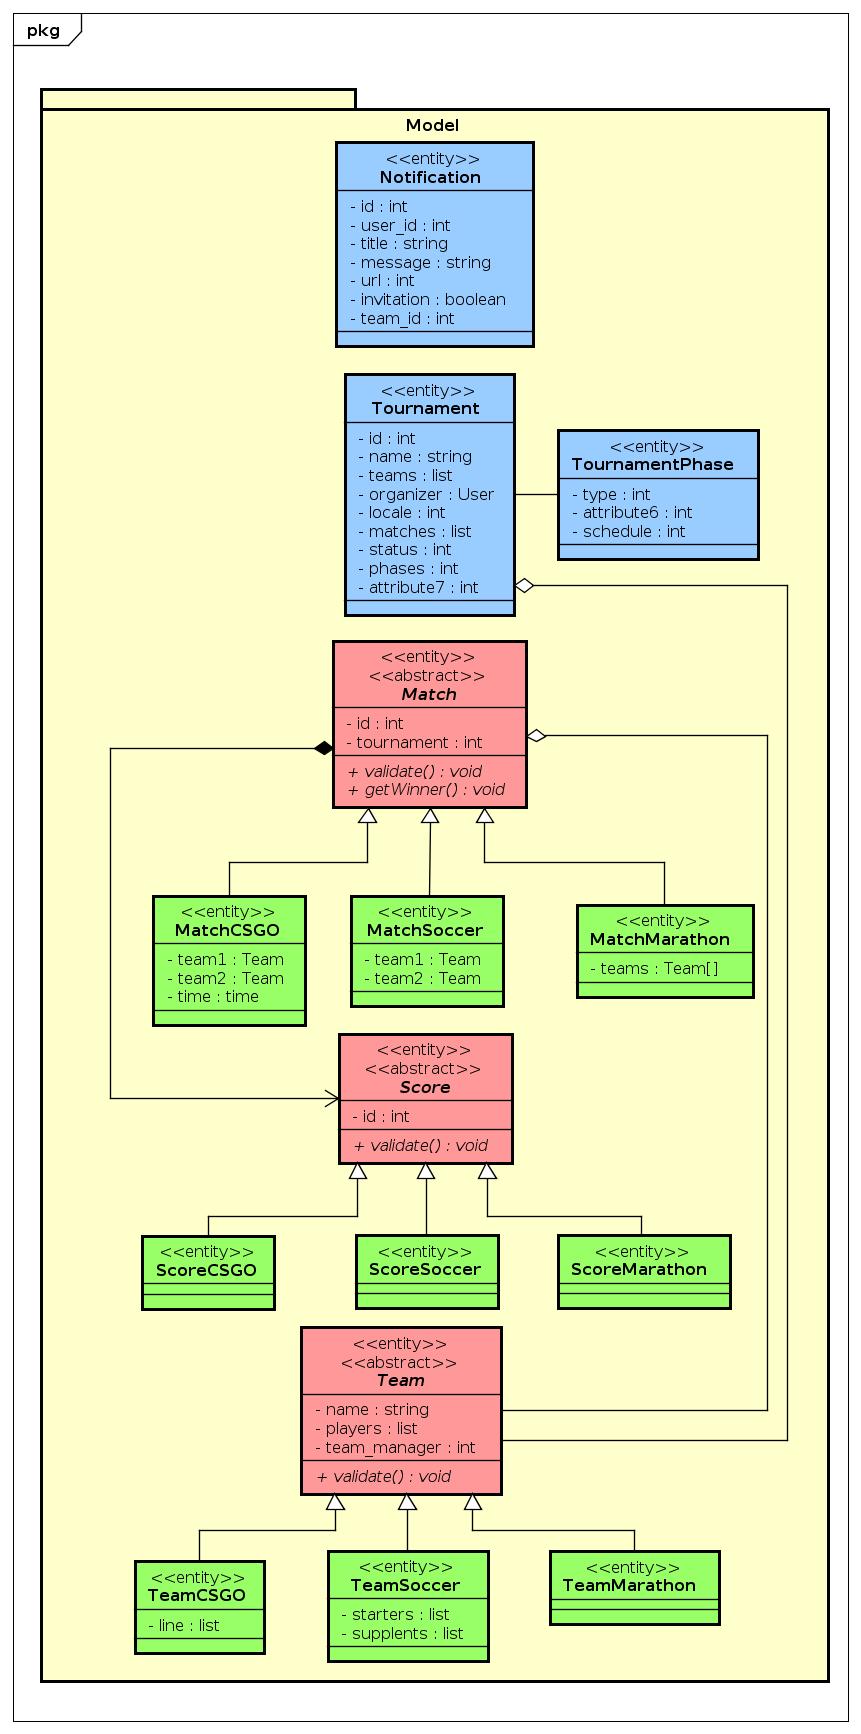 pkg
Model
<<entity>>
Notification
- id : int
- user_id : int
- title : string
- message : string
- url : int
- invitation : boolean
- team_id : int
<<entity>>
Tournament
- id : int
- name : string
- teams : list
- organizer : User
- locale : int
- matches : list
- status : int
- phases : int
- attribute7 : int
<<entity>>
TournamentPhase
- type : int
- attribute6 : int
- schedule : int
<<entity>>
<<abstract>>
Match
- id : int
- tournament : int
+ validate() : void
+ getWinner() : void
<<entity>>
MatchCSGO
- team1 : Team
- team2 : Team
- time : time
<<entity>>
MatchSoccer
- team1 : Team
- team2 : Team
<<entity>>
MatchMarathon
- teams : Team[]
<<entity>>
<<abstract>>
Score
- id : int
+ validate() : void
<<entity>>
ScoreCSGO
<<entity>>
ScoreSoccer
<<entity>>
ScoreMarathon
<<entity>>
<<abstract>>
Team
- name : string
- players : list
- team_manager : int
+ validate() : void
<<entity>>
TeamCSGO
- line : list
<<entity>>
TeamSoccer
- starters : list
- supplents : list
<<entity>>
TeamMarathon